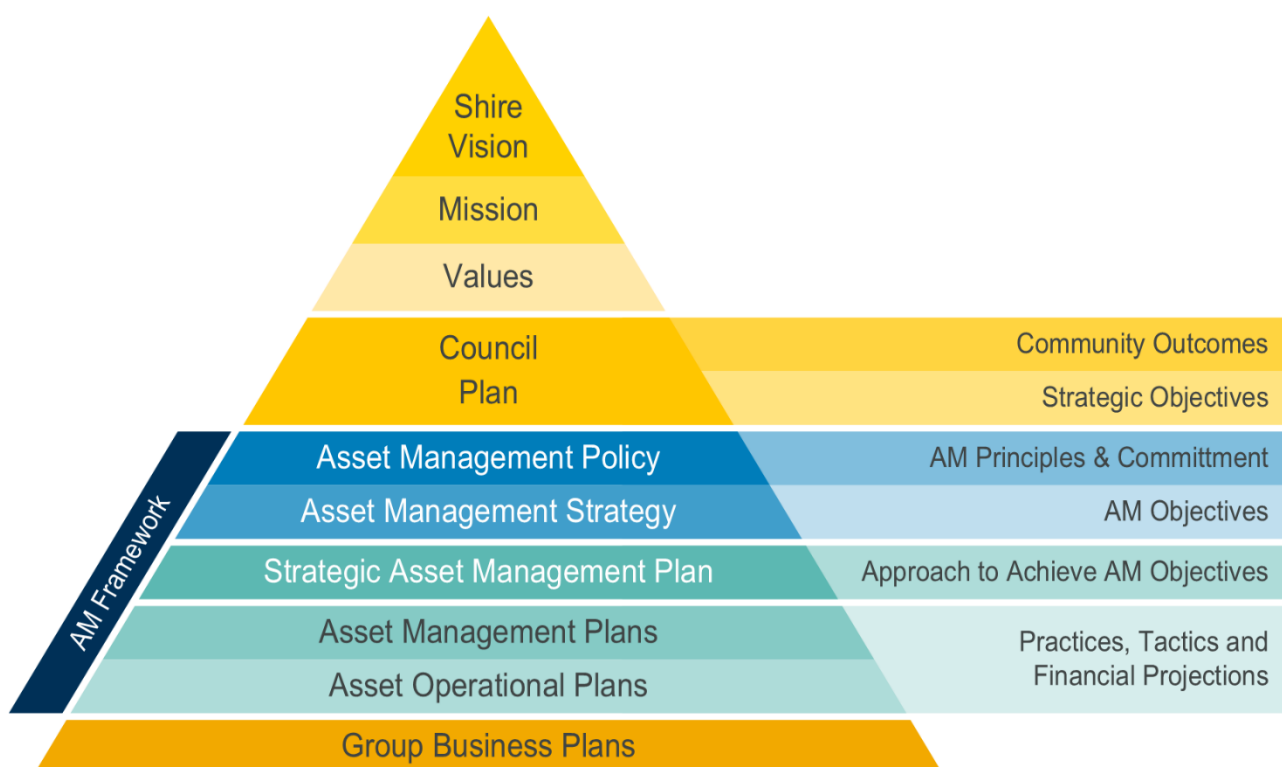 Shire
Vision
Mission
Values
Council
Plan
Community Outcomes
Strategic Objectives
AM Framework
Asset Management Policy
AM Principles & Committment
Asset Management Strategy
AM Objectives
Strategic Asset Management Plan
Approach to Achieve AM Objectives
Asset Management Plans
Asset Operational Plans
Practices, Tactics and
Financial Projections
Group Business Plans